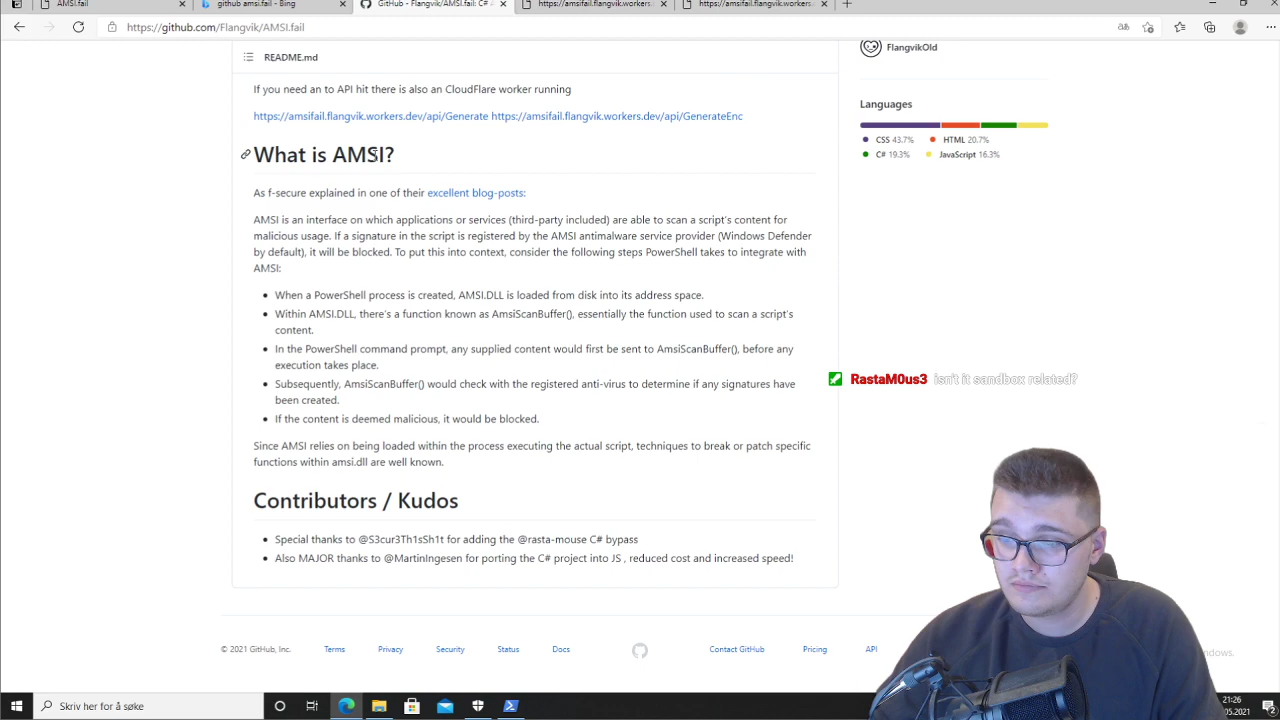 AMSI.fail
github amsi.fail - Bing
GitHub - Flangvik/AMSI.fail: C#
https://amsifail.flangvik.workers.
https://amsifail.flangvik.workers.
https://github.com/Flangvik/AMSI.fail
README.md
FlangvikOld
If you need an to API hit there is also an CloudFlare worker running
https://amsifail.flangvik.workers.dev/api/Generate https://amsifail.flangvik.workers.dev/api/GenerateEnc
Languages
CSS 43.7%
HTML 20.7%
C# 19.3%
JavaScript 16.3%
What is AMSI?
As f-secure explained in one of their excellent blog-posts:
AMSI is an interface on which applications or services (third-party included) are able to scan a script's content for
malicious usage. If a signature in the script is registered by the AMSI antimalware service provider (Windows Defender
by default), it will be blocked. To put this into context, consider the following steps PowerShell takes to integrate with
AMSI:
• When a PowerShell process is created, AMSI.DLL is loaded from disk into its address space.
• Within AMSI.DLL, there's a function known as AmsiScanBuffer(), essentially the function used to scan a script's
content.
• In the PowerShell command prompt, any supplied content would first be sent to AmsiScanBuffer(), before any
execution takes place.
• Subsequently, AmsiScanBuffer() would check with the registered anti-virus to determine if any signatures have
been created.
• If the content is deemed malicious, it would be blocked.
RastaM0us3 isn't it sandbox related?
Since AMSI relies on being loaded within the process executing the actual script, techniques to break or patch specific
functions within amsi.dll are well known.
Contributors / Kudos
• Special thanks to @S3cur3Th1sSh1t for adding the @rasta-mouse C# bypass
• Also MAJOR thanks to @MartinIngesen for porting the C# project into JS , reduced cost and increased speed!
© 2021 GitHub, Inc.
Terms
Privacy
Security
Status
Docs
Contact GitHub
Pricing
API
ndows.
Skriv her for å søke
21:26
.05.2021
2